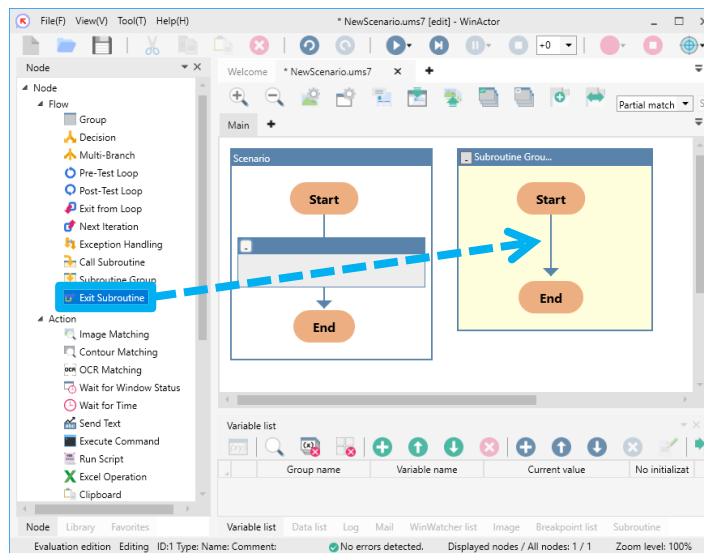 File(F) View(V) Tool(T) Help(H)
* NewScenario.ums7 [edit] - WinActor
+0
Node
Welcome
* NewScenario.ums7
Partial match
Main
Node
Flow
Group
Decision
Multi-Branch
Pre-Test Loop
Post-Test Loop
Exit from Loop
Next Iteration
Exception Handling
Call Subroutine
Subroutine Group
Exit Subroutine
Action
Image Matching
Contour Matching
OCR Matching
Wait for Window Status
Wait for Time
Send Text
Execute Command
Run Script
Excel Operation
Clipboard
Node Library Favorites
Scenario
Start
End
Subroutine Grou...
Start
End
Variable list
Group name Variable name Current value No initializat
Variable list Data list Log Mail WinWatcher list Image Breakpoint list Subroutine
Evaluation edition Editing ID:1 Type: Name: Comment: No errors detected. Displayed nodes / All nodes: 1 / 1 Zoom level: 100%